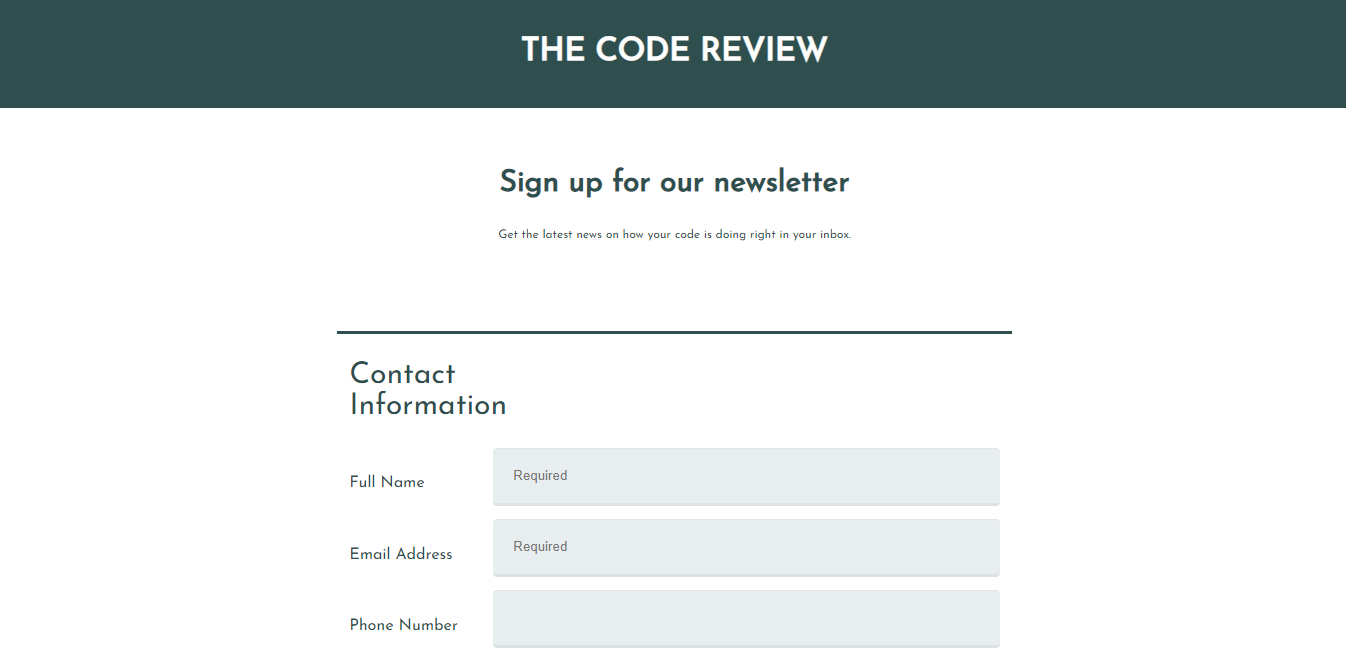 THE CODE REVIEW
Sign up for our newsletter
Get the latest news on how your code is doing right in your inbox.
Contact
Information
Full Name
Required
Email Address
Required
Phone Number